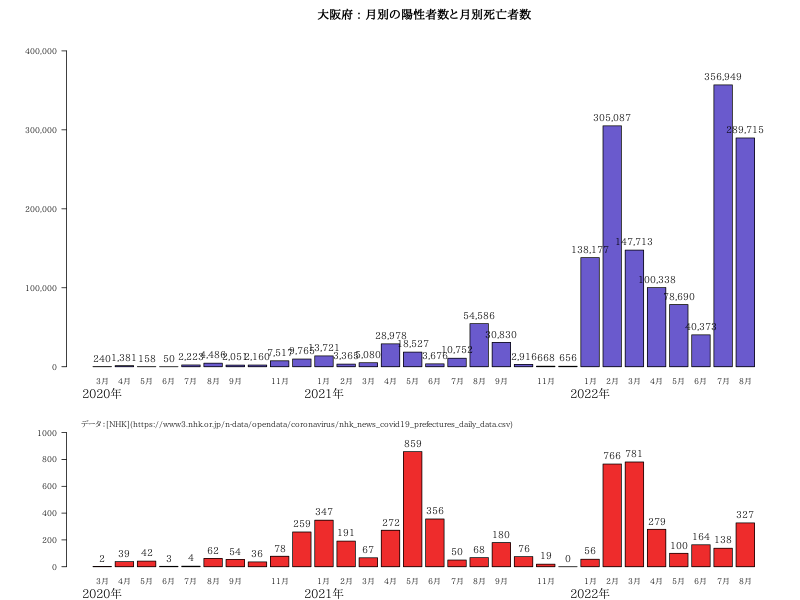 大阪府：月別の陽性者数と月別死亡者数
400,000
300,000
200,000
100,000
0
240 1,381 158 50 2,223 4,486 2,051 2,160 7,517 9,765 13,721 3,365 5,080 28,978 18,527 3,676 10,752 54,586 30,830 2,916 668 656 138,177 305,087 147,713 100,338 78,690 40,373 356,949 289,715
3月 4月 5月 6月 7月 8月 9月 11月 1月 2月 3月 4月 5月 6月 7月 8月 9月 11月 1月 2月 3月 4月 5月 6月 7月 8月
2020年 2021年 2022年
データ：[NHK](https://www3.nhk.or.jp/n-data/opendata/coronavirus/nhk_news_covid19_prefectures_daily_data.csv)
1000
800
600
400
200
0
2 39 42 3 4 62 54 36 78 259 347 191 67 272 859 356 50 68 180 76 19 0 56 766 781 279 100 164 138 327
3月 4月 5月 6月 7月 8月 9月 11月 1月 2月 3月 4月 5月 6月 7月 8月 9月 11月 1月 2月 3月 4月 5月 6月 7月 8月
2020年 2021年 2022年